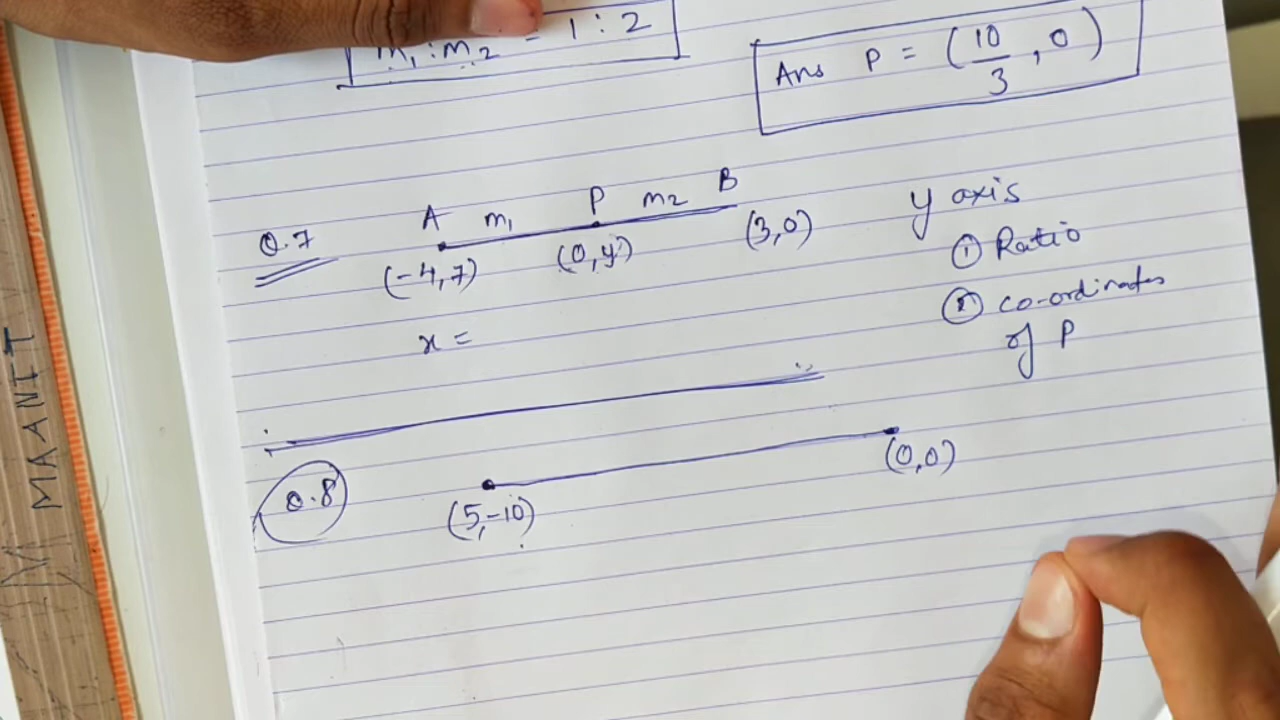 m₁ : m₂ = 1 : 2
Ans P = (10/3, 0)
Q.7
A m₁ P m₂ B
(-4,7) (0,y) (3,0)
x =
y axis
① Ratio
② co-ordinates
of P
Q.8
(5,-10) (0,0)
MAANIT